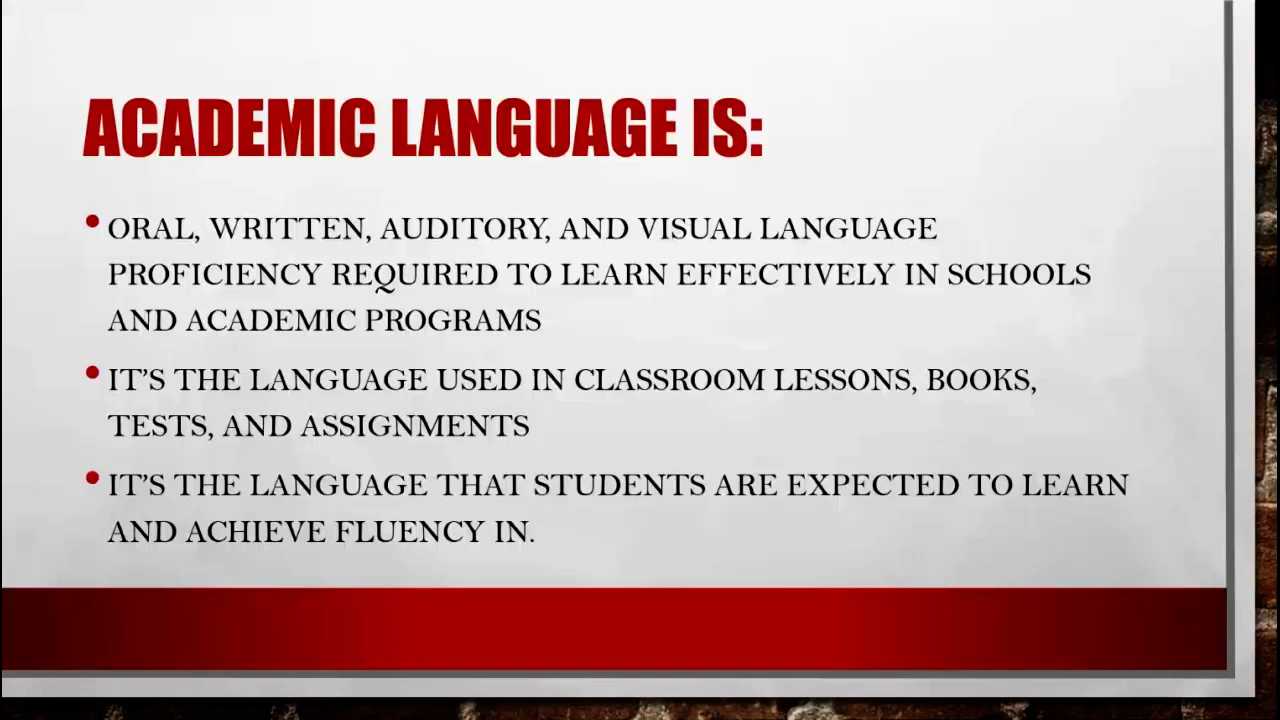 ACADEMIC LANGUAGE IS:
• ORAL, WRITTEN, AUDITORY, AND VISUAL LANGUAGE
PROFICIENCY REQUIRED TO LEARN EFFECTIVELY IN SCHOOLS
AND ACADEMIC PROGRAMS
• IT’S THE LANGUAGE USED IN CLASSROOM LESSONS, BOOKS,
TESTS, AND ASSIGNMENTS
• IT’S THE LANGUAGE THAT STUDENTS ARE EXPECTED TO LEARN
AND ACHIEVE FLUENCY IN.